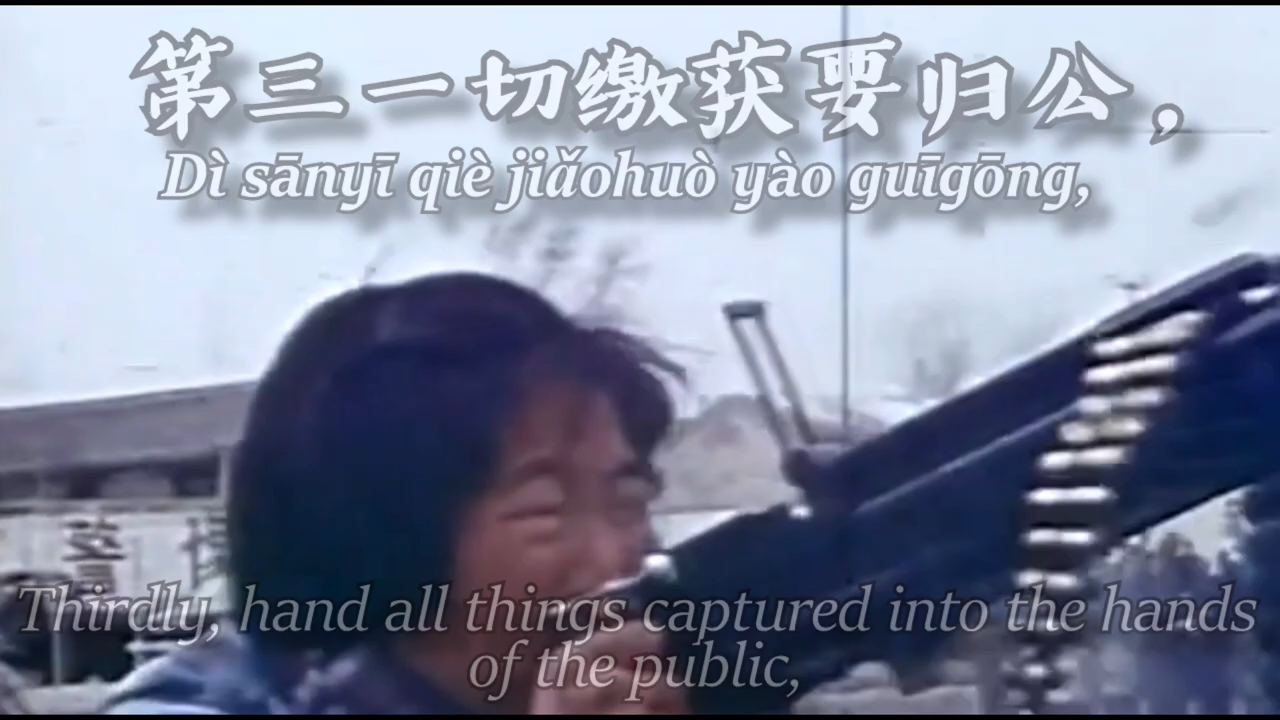 第三一切缴获要归公，
Dì sānyī qiè jiǎohuò yào guīgōng,
Thirdly, hand all things captured into the hands
of the public,